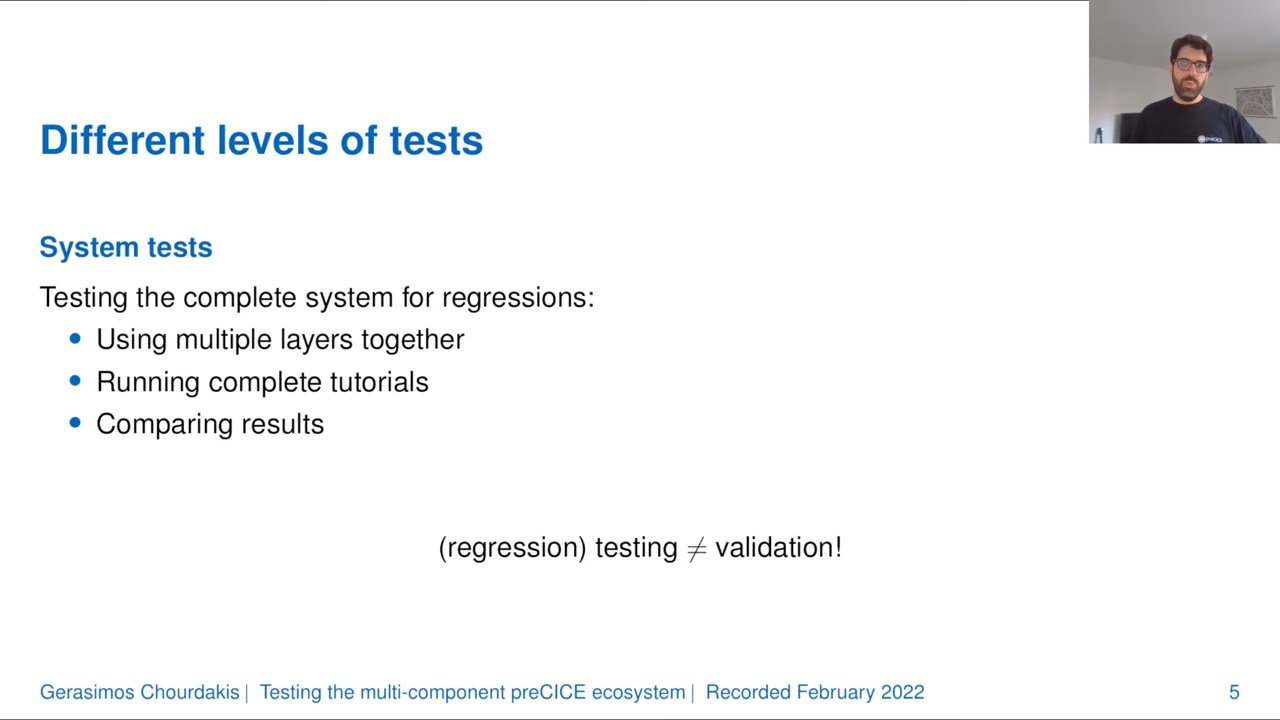 Different levels of tests
System tests
Testing the complete system for regressions:
• Using multiple layers together
• Running complete tutorials
• Comparing results
(regression) testing ≠ validation!
Gerasimos Chourdakis | Testing the multi-component preCICE ecosystem | Recorded February 2022
5
preCICE